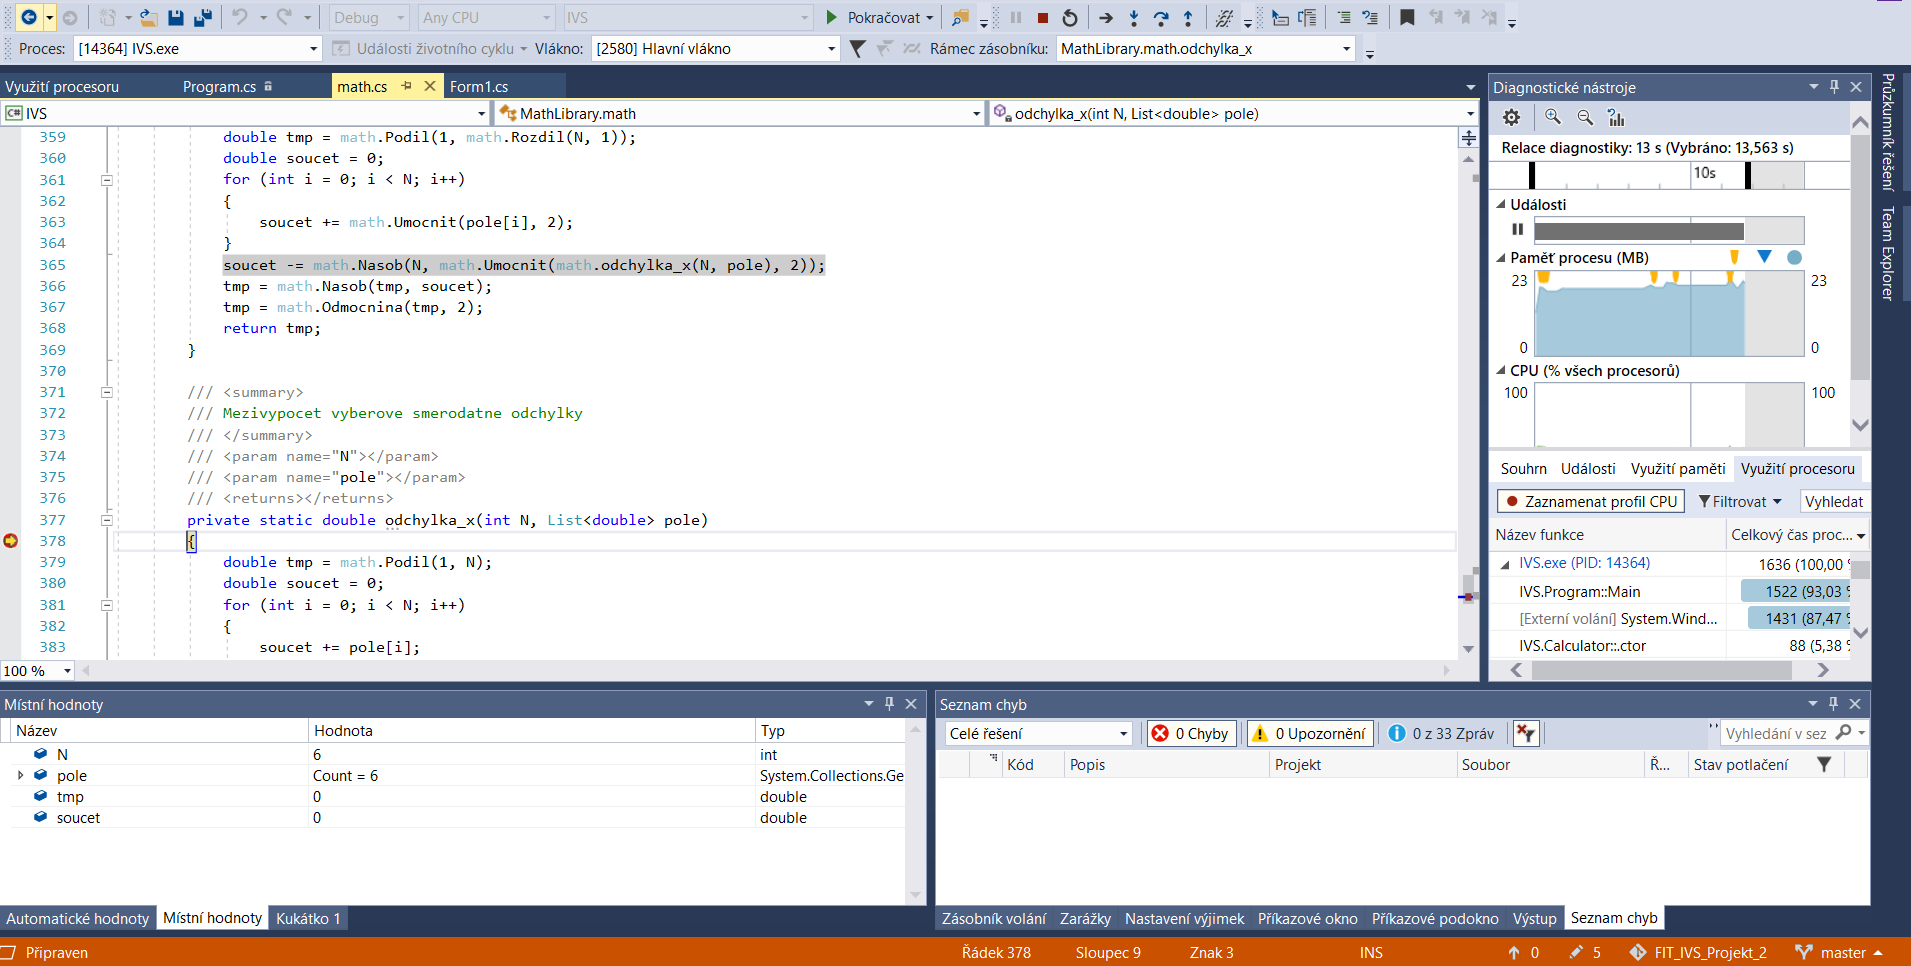 Debug Any CPU IVS Pokračovat
Proces: [14364] IVS.exe Události životního cyklu Vlákno: [2580] Hlavní vlákno Rámec zásobníku: MathLibrary.math.odchylka_x
Využití procesoru Program.cs math.cs Form1.cs
C# IVS MathLibrary.math odchylka_x(int N, List<double> pole)
359 double tmp = math.Podil(1, math.Rozdil(N, 1));
360 double soucet = 0;
361 for (int i = 0; i < N; i++)
362 {
363 soucet += math.Umocnit(pole[i], 2);
364 }
365 soucet -= math.Nasob(N, math.Umocnit(math.odchylka_x(N, pole), 2));
366 tmp = math.Nasob(tmp, soucet);
367 tmp = math.Odmocnina(tmp, 2);
368 return tmp;
369 }
370
371 /// <summary>
372 /// Mezivypocet vyberove smerodatne odchylky
373 /// </summary>
374 /// <param name="N"></param>
375 /// <param name="pole"></param>
376 /// <returns></returns>
377 private static double odchylka_x(int N, List<double> pole)
378 {
379 double tmp = math.Podil(1, N);
380 double soucet = 0;
381 for (int i = 0; i < N; i++)
382 {
383 soucet += pole[i];
100 %
Diagnostické nástroje
Relace diagnostiky: 13 s (Vybráno: 13,563 s)
10s
Události
Paměť procesu (MB)
23 23
0 0
CPU (% všech procesorů)
100 100
Souhrn Události Využití paměti Využití procesoru
Zaznamenat profil CPU Filtrovat Vyhledat
Název funkce Celkový čas proc...
IVS.exe (PID: 14364) 1636 (100,00 %
IVS.Program::Main 1522 (93,03 %
[Externí volání] System.Wind... 1431 (87,47 %
IVS.Calculator::.ctor 88 (5,38 %
Průzkumník řešení
Team Explorer
Místní hodnoty
Název Hodnota Typ
N 6 int
pole Count = 6 System.Collections.Ge
tmp 0 double
soucet 0 double
Automatické hodnoty Místní hodnoty Kukátko 1
Seznam chyb
Celé řešení 0 Chyby 0 Upozornění 0 z 33 Zpráv Vyhledání v sez
Kód Popis Projekt Soubor Ř... Stav potlačení
Zásobník volání Zarážky Nastavení výjimek Příkazové okno Příkazové podokno Výstup Seznam chyb
Připraven Řádek 378 Sloupec 9 Znak 3 INS 0 5 FIT_IVS_Projekt_2 master